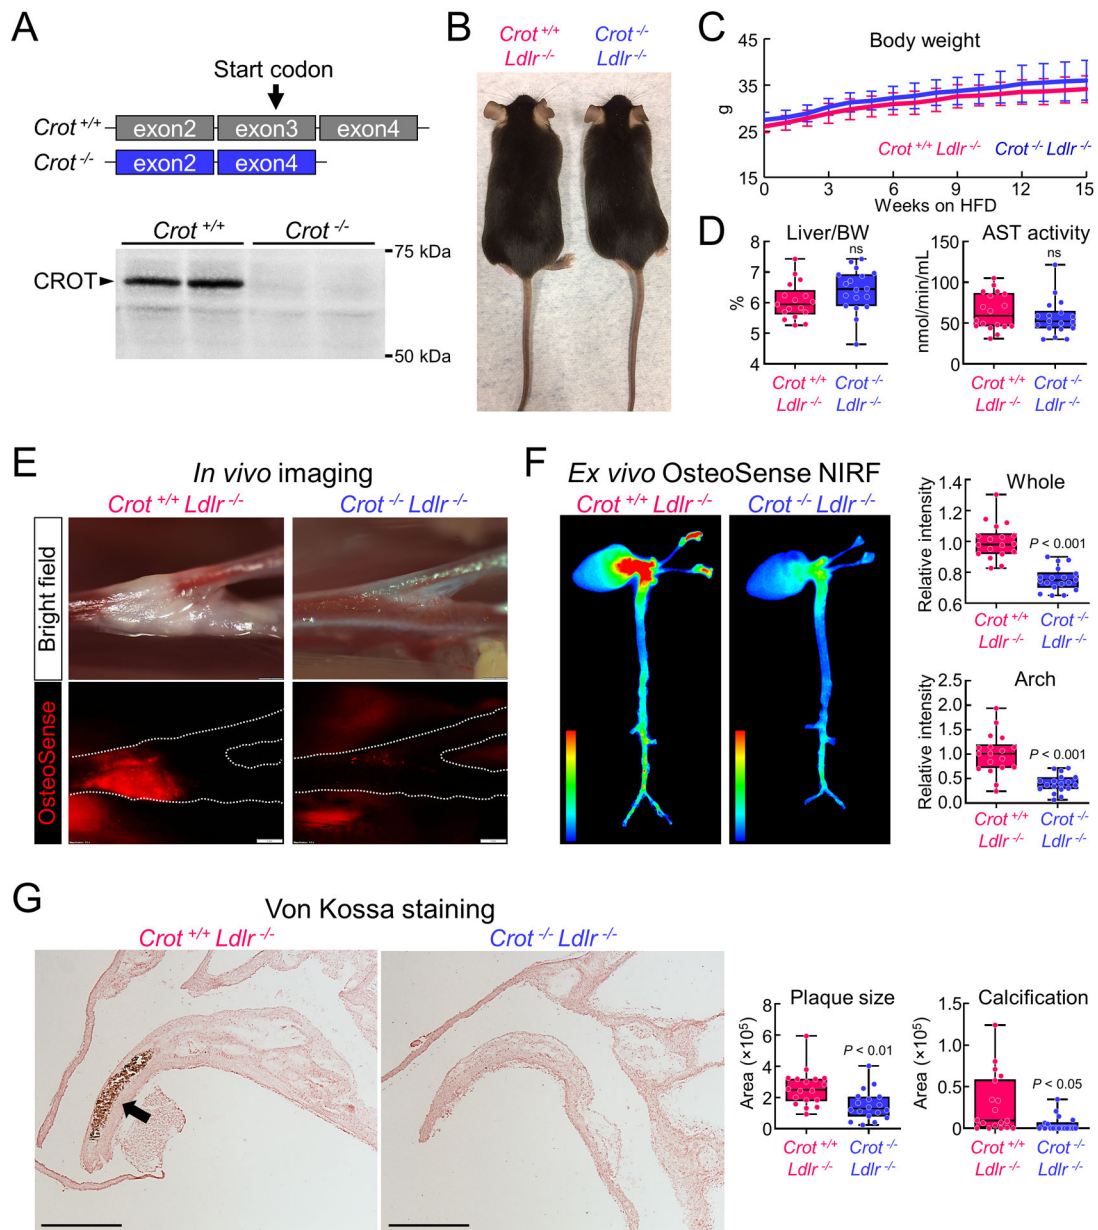 A
Start codon
Crot +/+ exon2 exon3 exon4
Crot -/- exon2 exon4
Crot +/+ Crot -/-
75 kDa
CROT
50 kDa
B
Crot +/+ Crot -/-
Ldlr -/- Ldlr -/-
C
Body weight
45
35
25
15
g
Crot +/+ Ldlr -/- Crot -/- Ldlr -/-
0 3 6 9 12 15
Weeks on HFD
D
Liver/BW
ns
8
7
6
5
4
%
Crot +/+ Crot -/-
Ldlr -/- Ldlr -/-
AST activity
ns
150
100
50
0
nmol/min/mL
Crot +/+ Crot -/-
Ldlr -/- Ldlr -/-
E
In vivo imaging
Crot +/+ Ldlr -/- Crot -/- Ldlr -/-
Bright field
OsteoSense
F
Ex vivo OsteoSense NIRF
Crot +/+ Ldlr -/- Crot -/- Ldlr -/-
Whole
P < 0.001
1.4
1.2
1.0
0.8
0.6
Relative intensity
Crot +/+ Crot -/-
Ldlr -/- Ldlr -/-
Arch
P < 0.001
2.5
2.0
1.5
1.0
0.5
0.0
Relative intensity
Crot +/+ Crot -/-
Ldlr -/- Ldlr -/-
G
Von Kossa staining
Crot +/+ Ldlr -/- Crot -/- Ldlr -/-
Plaque size
P < 0.01
8
6
4
2
0
Area (×10⁵)
Crot +/+ Crot -/-
Ldlr -/- Ldlr -/-
Calcification
P < 0.05
1.5
1.0
0.5
0
Area (×10⁵)
Crot +/+ Crot -/-
Ldlr -/- Ldlr -/-